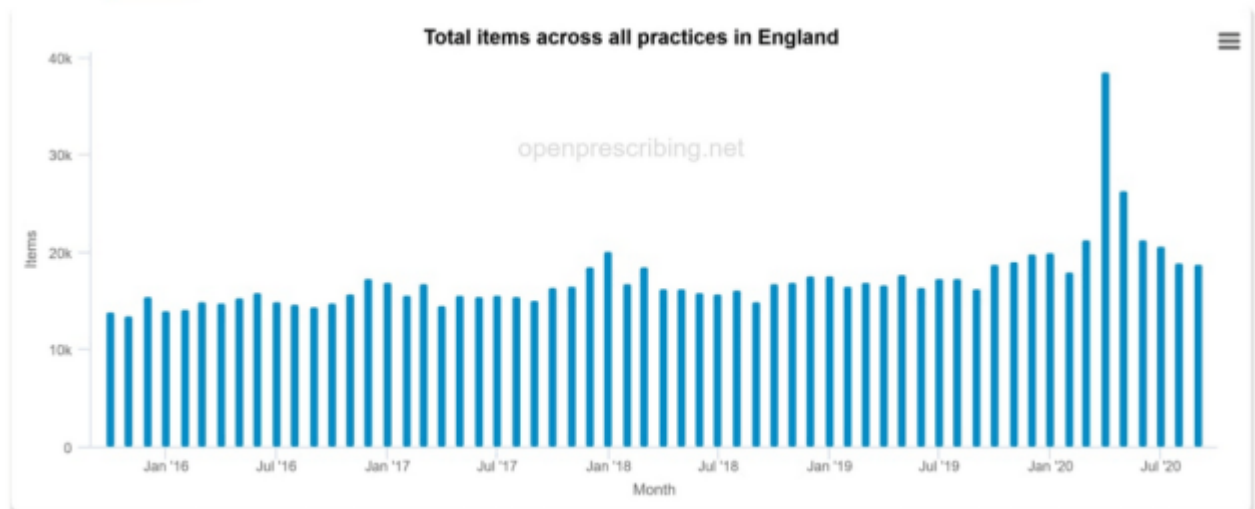 Total items across all practices in England
openprescribing.net
40k
30k
20k
10k
0
Items
Jan '16 Jul '16 Jan '17 Jul '17 Jan '18 Jul '18 Jan '19 Jul '19 Jan '20 Jul '20
Month